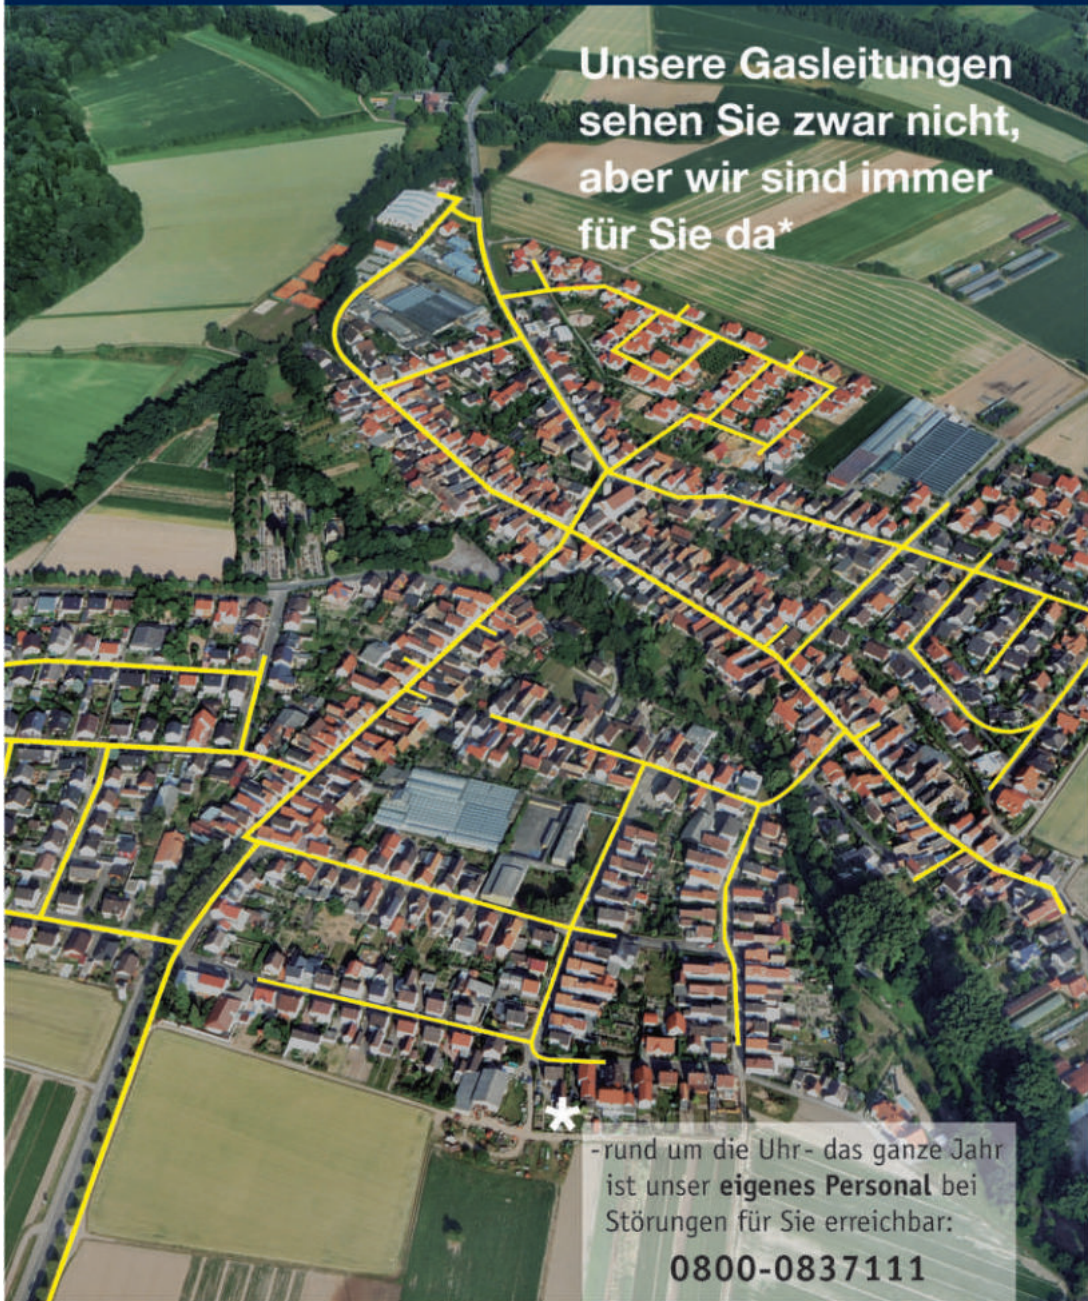 Unsere Gasleitungen
sehen Sie zwar nicht,
aber wir sind immer
für Sie da*
*
-rund um die Uhr- das ganze Jahr
ist unser eigenes Personal bei
Störungen für Sie erreichbar:
0800-0837111